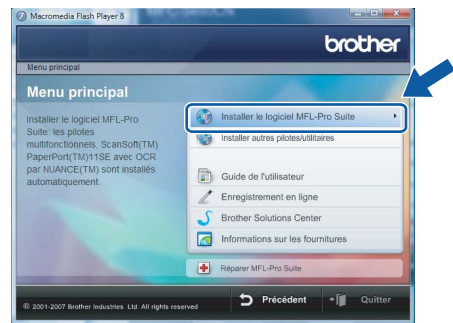 Macromedia Flash Player 8
brother
Menu principal
Menu principal
Installer le logiciel MFL-Pro
Suite: les pilotes
multifonctionnels, ScanSoft(TM)
PaperPort(TM)11SE avec OCR
par NUANCE(TM) sont installés
automatiquement.
Installer le logiciel MFL-Pro Suite
Installer autres pilotes/utilitaires
Guide de l'utilisateur
Enregistrement en ligne
Brother Solutions Center
Informations sur les fournitures
Réparer MFL-Pro Suite
© 2001-2007 Brother Industries Ltd. All rights reserved
Précédent
Quitter